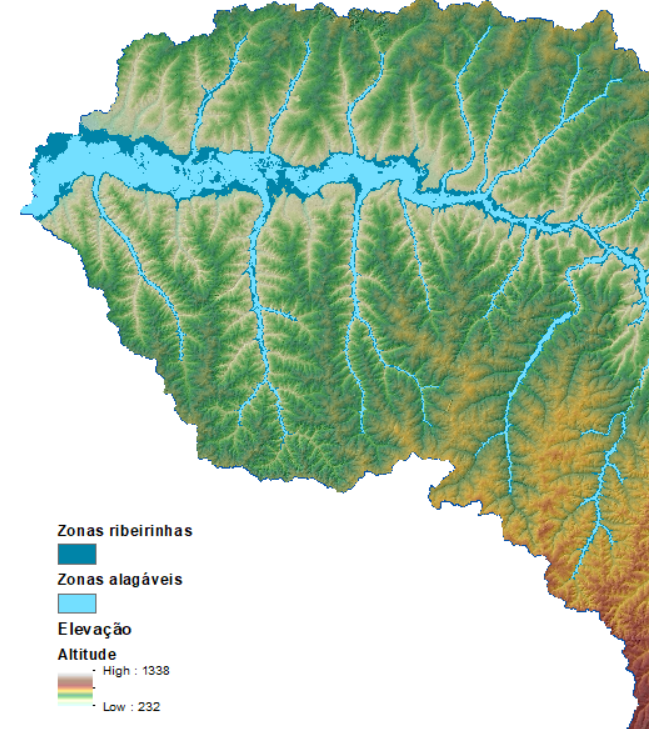 Zonas ribeirinhas
Zonas alagáveis
Elevação
Altitude
High : 1338
Low : 232